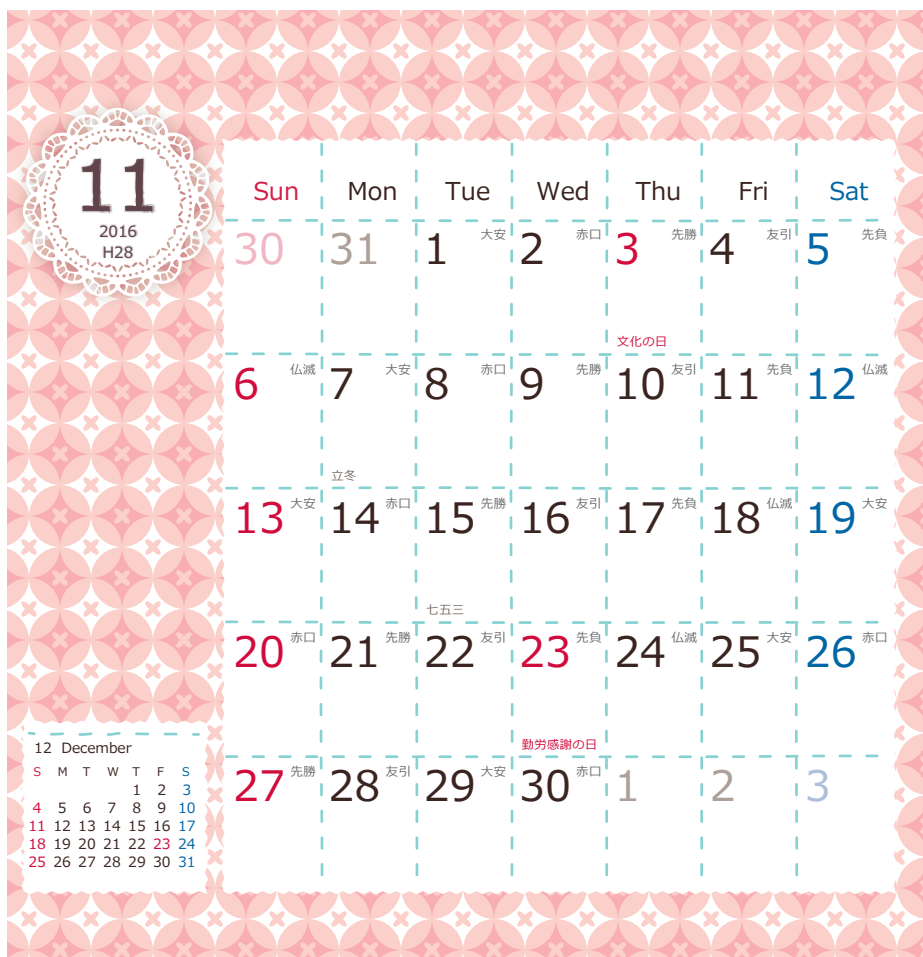 11
2016
H28
Sun Mon Tue Wed Thu Fri Sat
30 31 1 大安 2 赤口 3 先勝 4 友引 5 先負
文化の日
6 仏滅 7 大安 8 赤口 9 先勝 10 友引 11 先負 12 仏滅
立冬
13 大安 14 赤口 15 先勝 16 友引 17 先負 18 仏滅 19 大安
七五三
20 赤口 21 先勝 22 友引 23 先負 24 仏滅 25 大安 26 赤口
勤労感謝の日
27 先勝 28 友引 29 大安 30 赤口 1 2 3
12 December
S M T W T F S
1 2 3
4 5 6 7 8 9 10
11 12 13 14 15 16 17
18 19 20 21 22 23 24
25 26 27 28 29 30 31